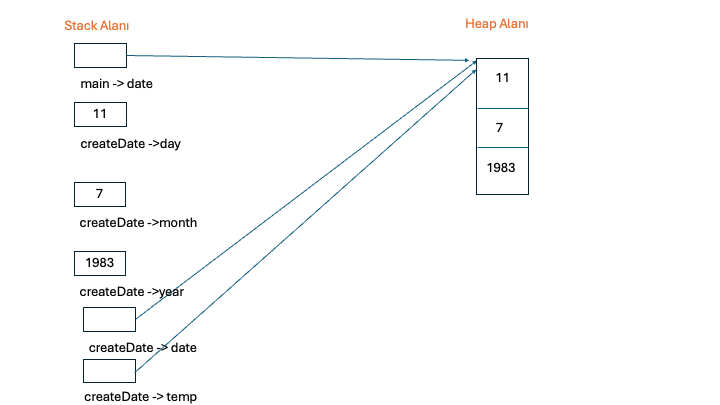 Stack Alanı
Heap Alanı
main -> date
11
createDate ->day
7
createDate ->month
1983
createDate ->year
createDate -> date
createDate -> temp
11
7
1983